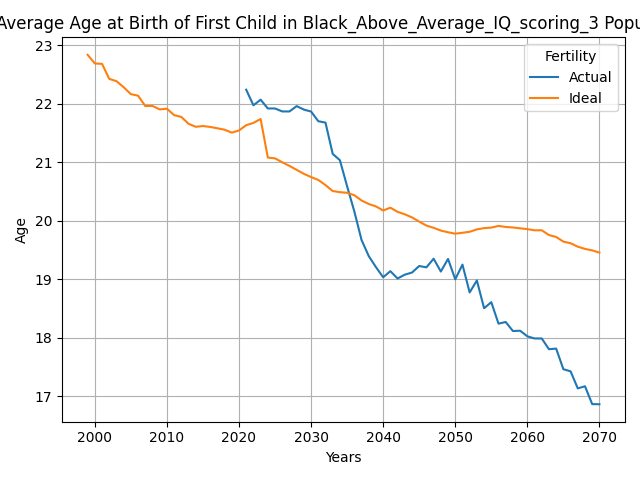 Average Age at Birth of First Child in Black_Above_Average_IQ_scoring_3 Popu
23
22
21
20
19
18
17
Age
2000
2010
2020
2030
2040
2050
2060
2070
Years
Fertility
Actual
Ideal